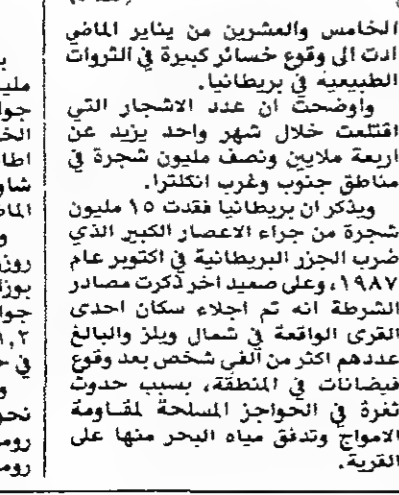 الخامس والعشرين من يناير الماضي
ادت الى وقوع خسائر كبيرة في الثروات
الطبيعيه في بريطانيا.
واوضحت ان عدد الاشجار التي
اقتلعت خلال شهر واحد يزيد عن
اربعة ملايين ونصف مليون شجرة في
مناطق جنوب وغرب انكلترا.
ويذكر ان بريطانيا فقدت ١٥ مليون
شجرة من جراء الاعصار الكبير الذي
ضرب الجزر البريطانية في اكتوبر عام
١٩٨٧، وعلى صعيد اخر ذكرت مصادر
الشرطة انه تم اجلاء سكان احدى
القرى الواقعة في شمال ويلز والبالغ
عددهم اكثر من الفي شخص بعد وقوع
فيضانات في المنطقة، بسبب حدوث
ثغرة في الحواجز المسلحة لمقاومة
الامواج وتدفق مياه البحر منها على
القرية.